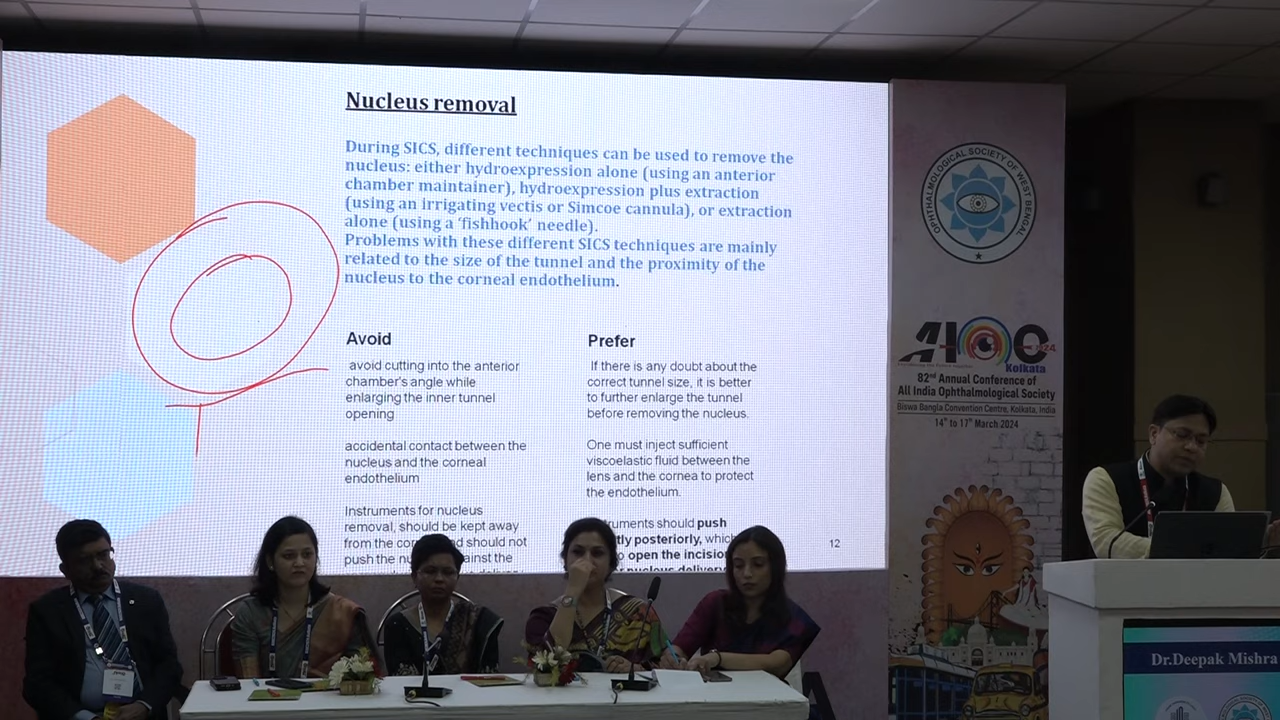 Nucleus removal
During SICS, different techniques can be used to remove the
nucleus: either hydroexpression alone (using an anterior
chamber maintainer), hydroexpression plus extraction
(using an irrigating vectis or Simcoe cannula), or extraction
alone (using a ‘fishhook’ needle).
Problems with these different SICS techniques are mainly
related to the size of the tunnel and the proximity of the
nucleus to the corneal endothelium.
Avoid
avoid cutting into the anterior
chamber's angle while
enlarging the inner tunnel
opening
accidental contact between the
nucleus and the corneal
endothelium
Instruments for nucleus
removal, should be kept away
from the should not
push the
Prefer
If there is any doubt about the
correct tunnel size, it is better
to further enlarge the tunnel
before removing the nucleus.
One must inject sufficient
viscoelastic fluid between the
lens and the cornea to protect
the endothelium.
should push
posteriorly,
open the incision
nucleus delivery
12
OPHTHALMOLOGICAL SOCIETY OF WEST BENGAL
AIOC
2024
Kolkata
82nd Annual Conference of
All India Ophthalmological Society
Biswa Bangla Convention Centre, Kolkata, India
14th to 17th March 2024
Dr.Deepak Mishra